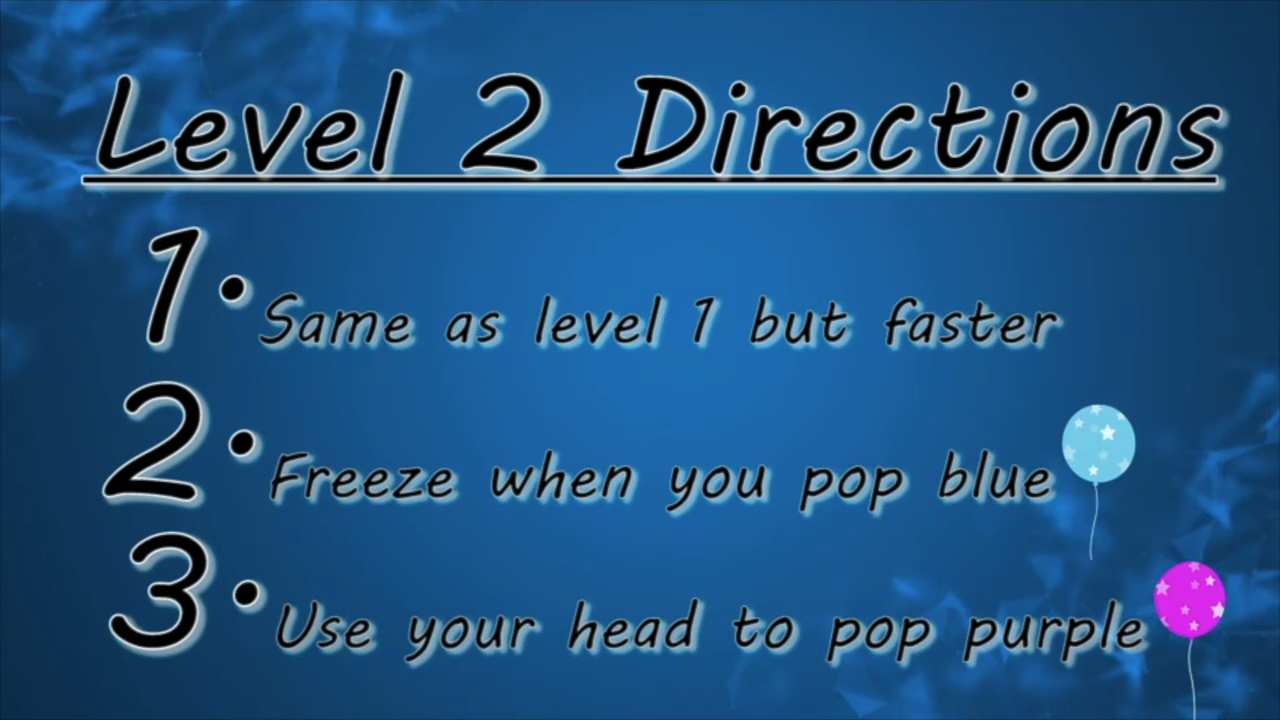 Level 2 Directions
1. Same as level 1 but faster
2. Freeze when you pop blue
3. Use your head to pop purple